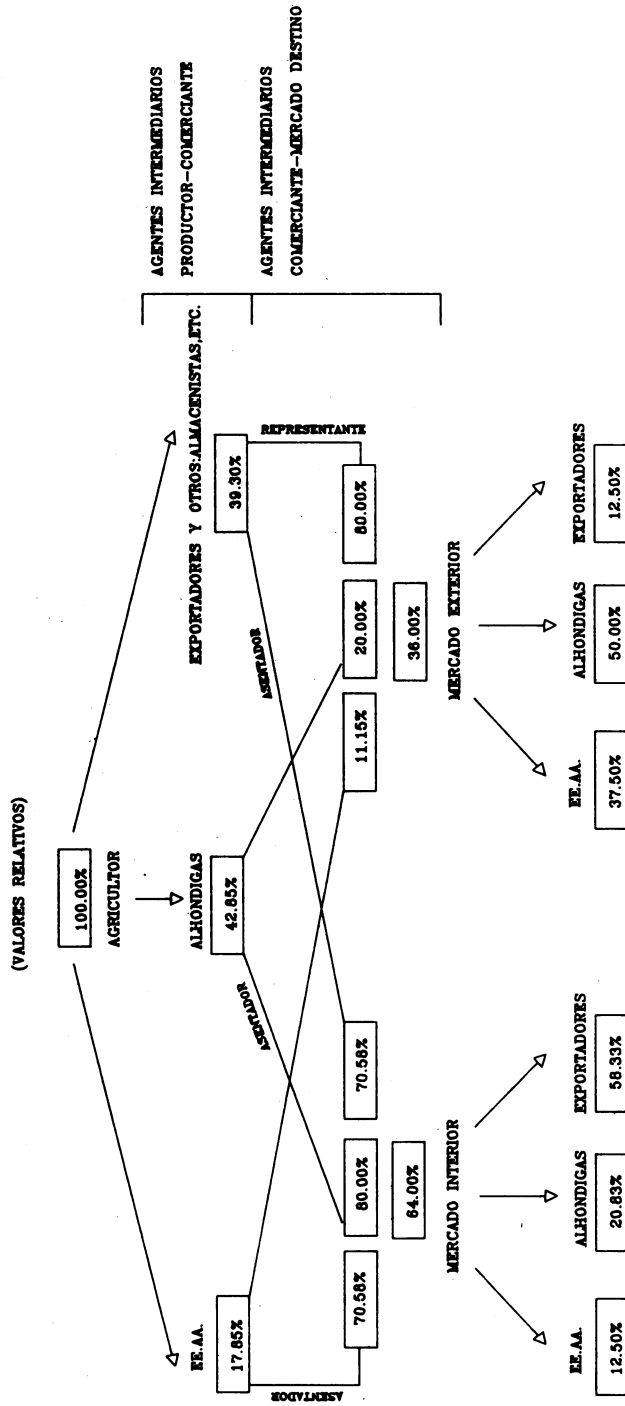 (VALORES RELATIVOS)
100.00%
AGRICULTOR
AGENTES INTERMEDIARIOS
PRODUCTOR-COMERCIANTE
EE.AA.
ALHONDIGAS
EXPORTADORES Y OTROS:ALMACENISTAS,ETC.
17.85%
42.85%
39.30%
AGENTES INTERMEDIARIOS
COMERCIANTE-MERCADO DESTINO
ASENTADOR
ASENTADOR
ASENTADOR
REPRESENTANTE
70.58%
80.00%
70.58%
11.15%
20.00%
80.00%
64.00%
36.00%
MERCADO INTERIOR
MERCADO EXTERIOR
EE.AA.
ALHONDIGAS
EXPORTADORES
EE.AA.
ALHONDIGAS
EXPORTADORES
12.50%
20.83%
58.33%
37.50%
50.00%
12.50%